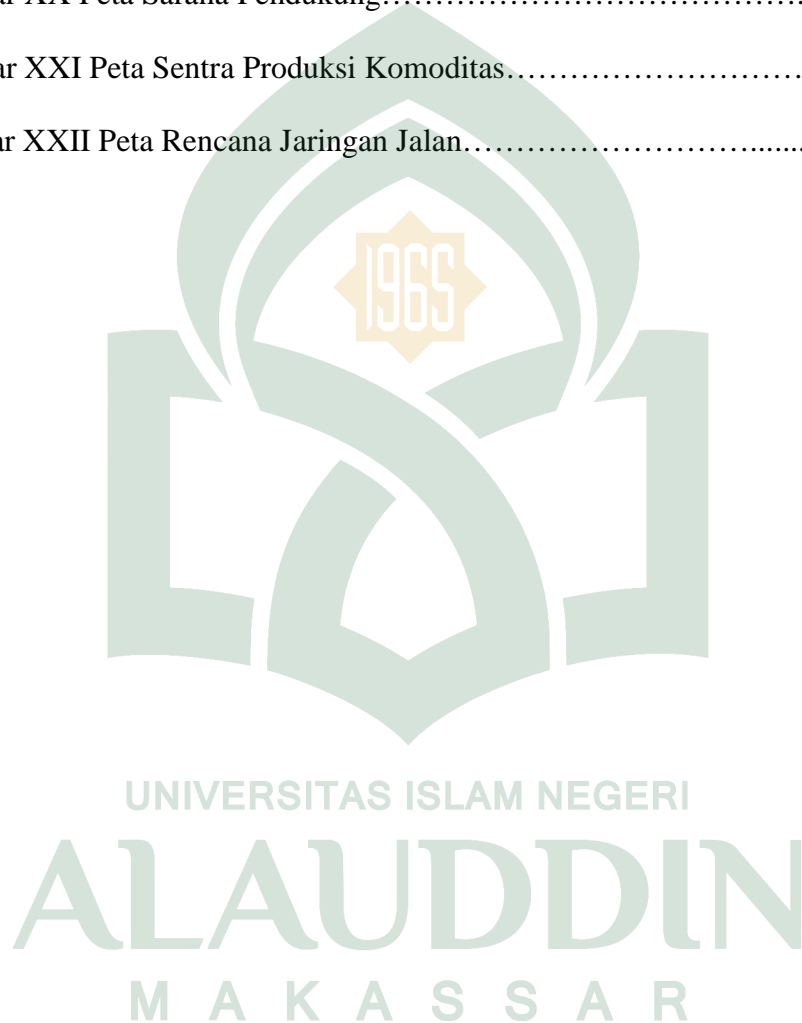 ar XX Peta Sarana Pendukung…………………………………….
ar XXI Peta Sentra Produksi Komoditas…………………………
ar XXII Peta Rencana Jaringan Jalan………………………........
1965
UNIVERSITAS ISLAM NEGERI
ALAUDDIN
MAKASSAR